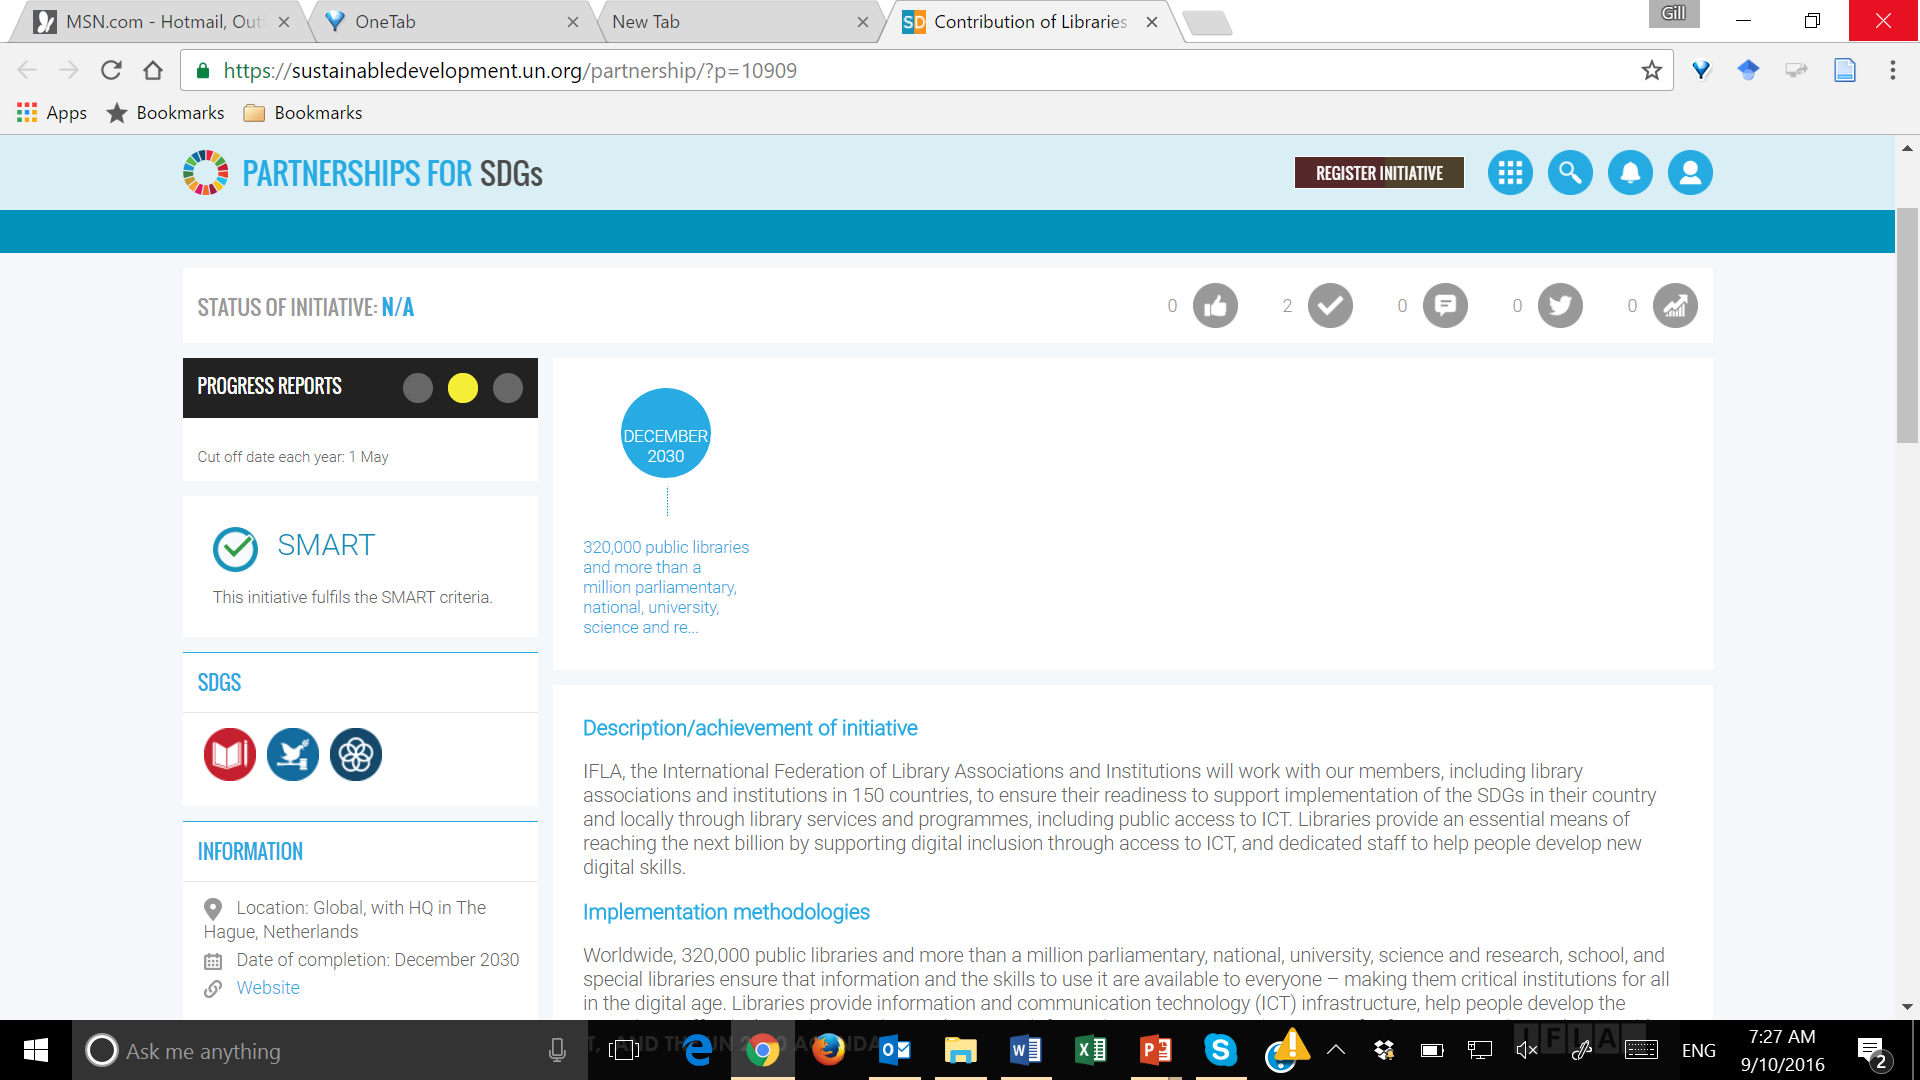 MSN.com - Hotmail, Out
OneTab
New Tab
SD Contribution of Libraries
Gill
https://sustainabledevelopment.un.org/partnership/?p=10909
Apps
Bookmarks
Bookmarks
PARTNERSHIPS FOR SDGs
REGISTER INITIATIVE
STATUS OF INITIATIVE: N/A
0
2
0
0
0
PROGRESS REPORTS
Cut off date each year: 1 May
SMART
This initiative fulfils the SMART criteria.
SDGS
INFORMATION
Location: Global, with HQ in The
Hague, Netherlands
Date of completion: December 2030
Website
DECEMBER
2030
320,000 public libraries
and more than a
million parliamentary,
national, university,
science and re...
Description/achievement of initiative
IFLA, the International Federation of Library Associations and Institutions will work with our members, including library
associations and institutions in 150 countries, to ensure their readiness to support implementation of the SDGs in their country
and locally through library services and programmes, including public access to ICT. Libraries provide an essential means of
reaching the next billion by supporting digital inclusion through access to ICT, and dedicated staff to help people develop new
digital skills.
Implementation methodologies
Worldwide, 320,000 public libraries and more than a million parliamentary, national, university, science and research, school, and
special libraries ensure that information and the skills to use it are available to everyone – making them critical institutions for all
in the digital age. Libraries provide information and communication technology (ICT) infrastructure, help people develop the
Ask me anything
IFLA
ENG
7:27 AM
9/10/2016
2